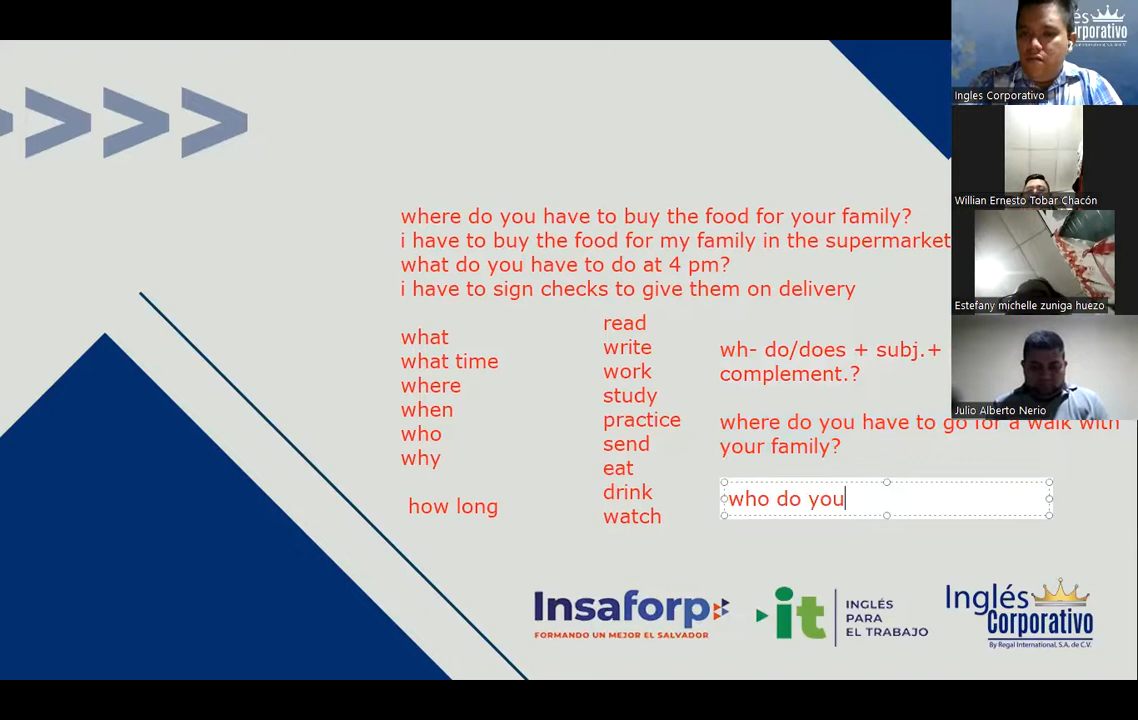 és
rporativo
Ingles Corporativo
Willian Ernesto Tobar Chacón
Estefany michelle zuniga huezo
Julio Alberto Nerio
where do you have to buy the food for your family?
i have to buy the food for my family in the supermarket
what do you have to do at 4 pm?
i have to sign checks to give them on delivery
what
what time
where
when
who
why
how long
read
write
work
study
practice
send
eat
drink
watch
wh- do/does + subj.+
complement.?
where do you have to go for a walk with
your family?
who do you
Insaforp
FORMANDO UN MEJOR EL SALVADOR
it
INGLÉS
PARA
EL TRABAJO
Inglés
Corporativo
By Regal International, S.A. de C.V.